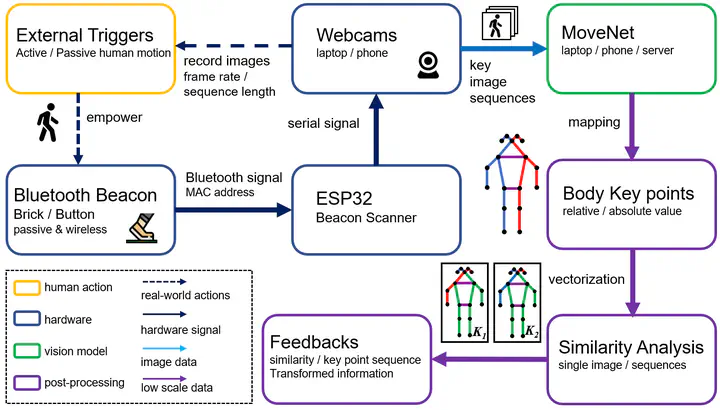 External Triggers
Active / Passive human motion
record images
frame rate /
sequence length
Webcams
laptop / phone
key
image
sequences
MoveNet
laptop / phone / server
empower
serial signal
mapping
Bluetooth Beacon
Brick / Button
passive & wireless
Bluetooth signal
MAC address
ESP32
Beacon Scanner
Body Key points
relative / absolute value
vectorization
human action
real-world actions
hardware
hardware signal
vision model
image data
post-processing
low scale data
Feedbacks
similarity / key point sequence
Transformed information
K1
K2
Similarity Analysis
single image / sequences